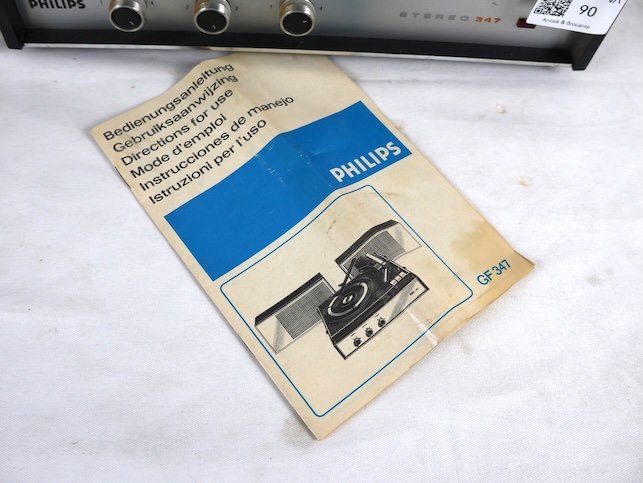 PHILIPS
STEREO 347
90
Antiek & Brocante
Bedienungsanleitung
Gebruiksaanwijzing
Directions for use
Mode d'emploi
Instrucciones de manejo
Istruzioni per l'uso
PHILIPS
GF 347